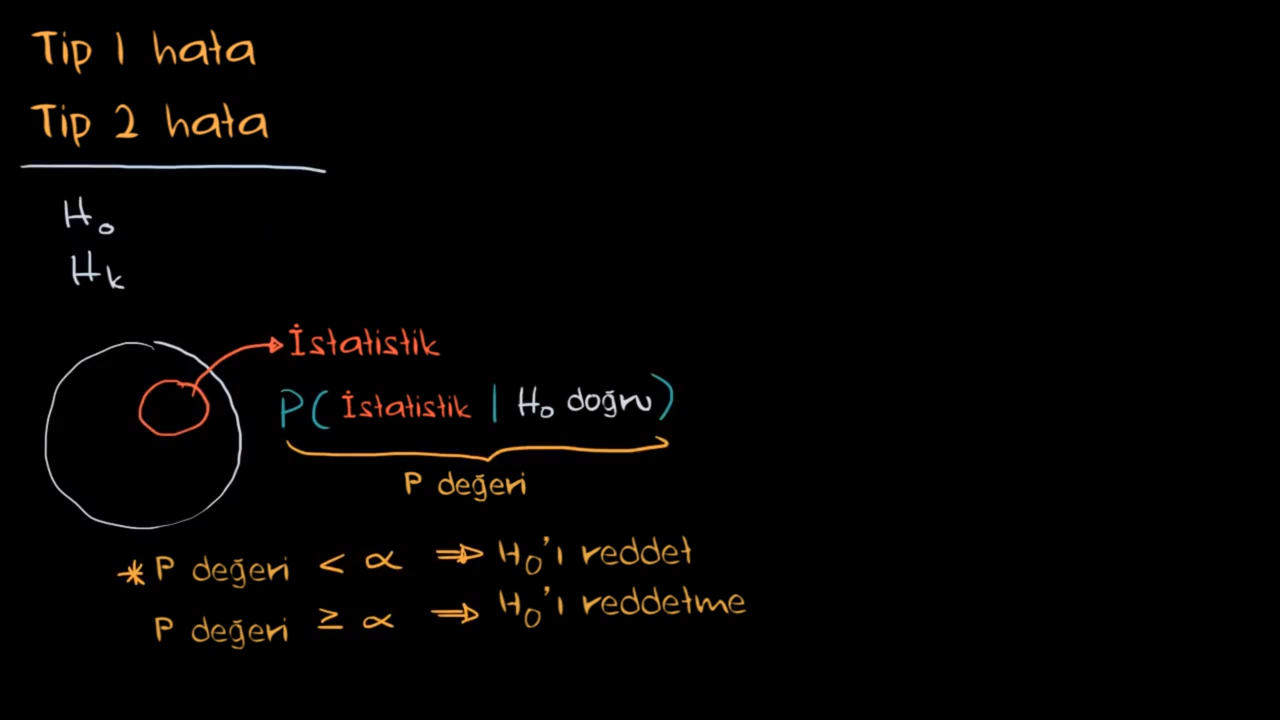 Tip 1 hata
Tip 2 hata
H₀
Hₖ
İstatistik
P( İstatistik | H₀ doğru )
P değeri
* P değeri < α ⇒ H₀'ı reddet
P değeri ≥ α ⇒ H₀'ı reddetme